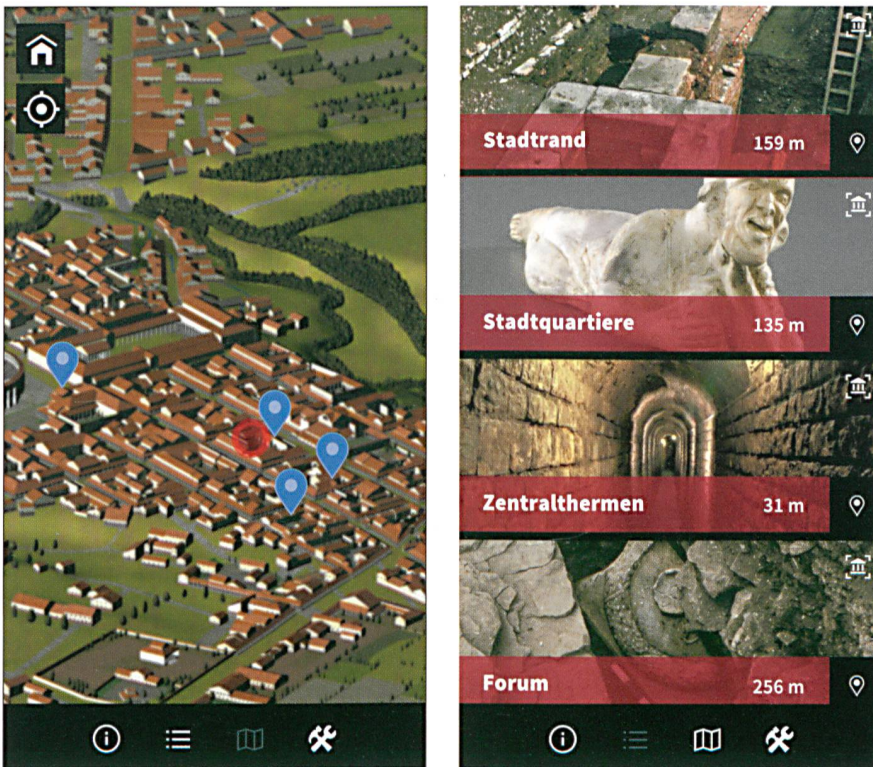 Stadtrand 159 m
Stadtquartiere 135 m
Zentralthermen 31 m
Forum 256 m